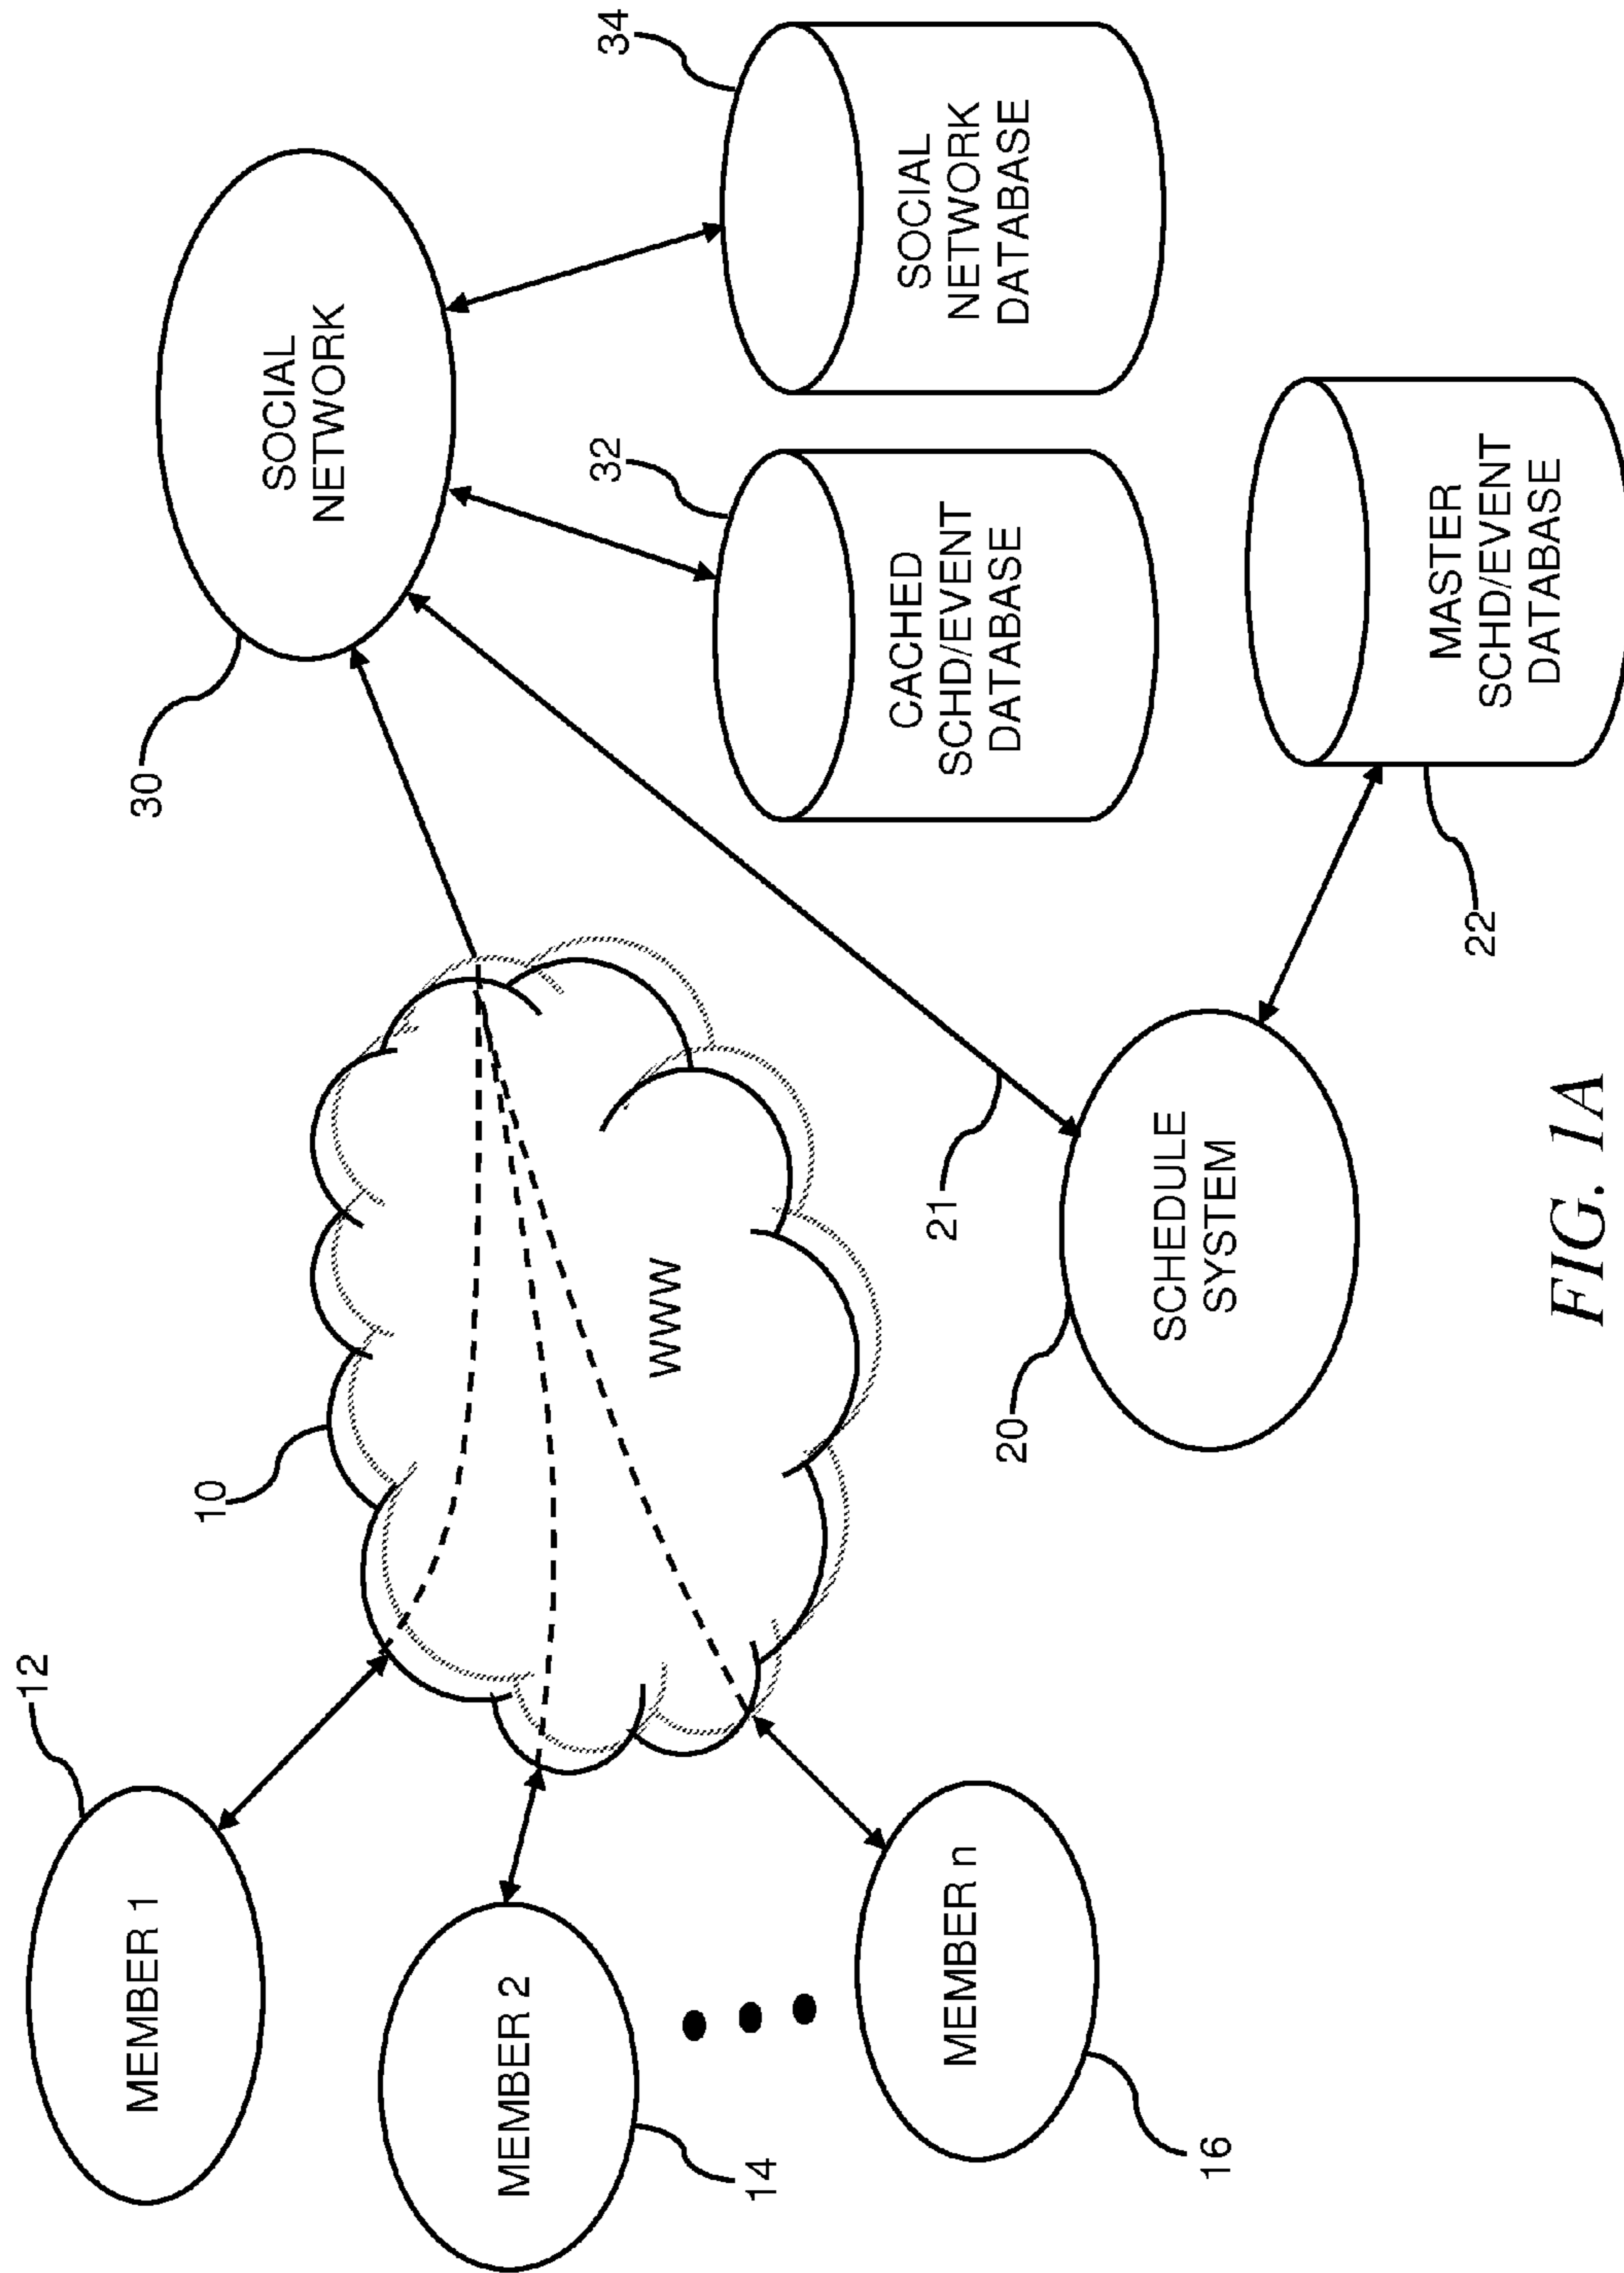 12
MEMBER 1
10
30
SOCIAL
NETWORK
MEMBER 2
14
WWW
32
34
CACHED
SCHD/EVENT
DATABASE
SOCIAL
NETWORK
DATABASE
MEMBER n
16
20
21
SCHEDULE
SYSTEM
22
MASTER
SCHD/EVENT
DATABASE
FIG. 1A